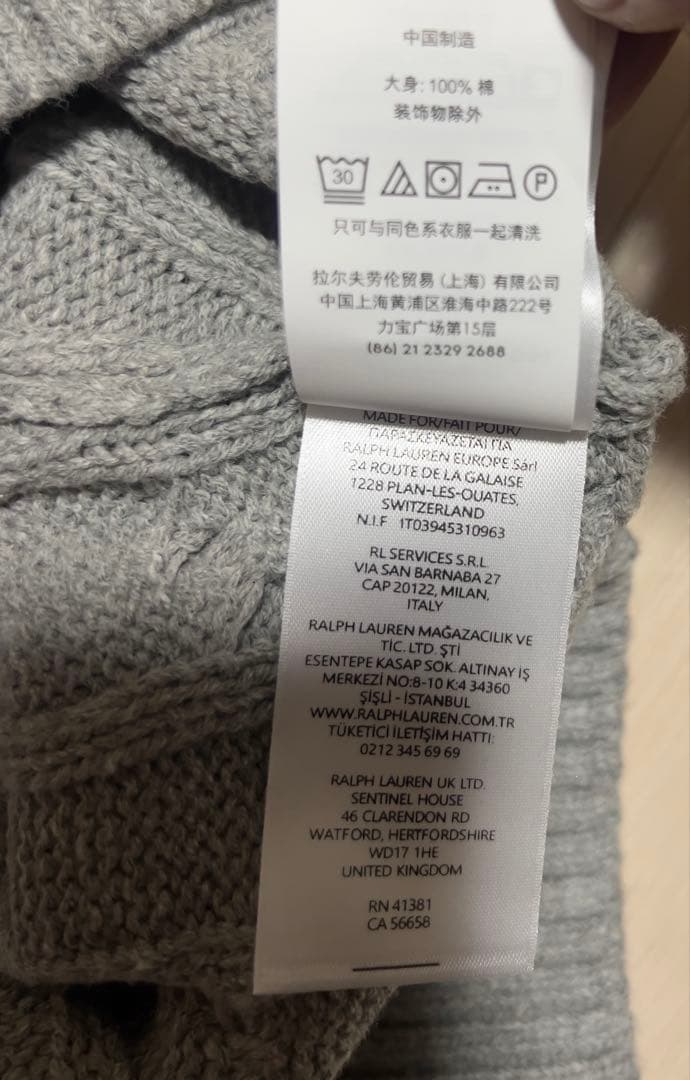 中国制造
大身: 100% 棉
装饰物除外
30 P
只可与同色系衣服一起清洗
拉尔夫劳伦贸易 (上海) 有限公司
中国上海黄浦区淮海中路222号
力宝广场第15层
(86) 21 2329 2688
MADE FOR/FAIT POUR/
ΠΑΡΑΣΚΕΥΑΖΕΤΑΙ ΓΙΑ
RALPH LAUREN EUROPE Sàrl
24 ROUTE DE LA GALAISE
1228 PLAN-LES-OUATES,
SWITZERLAND
N.I.F IT03945310963
RL SERVICES S.R.L.
VIA SAN BARNABA 27
CAP 20122, MILAN,
ITALY
RALPH LAUREN MAĞAZACILIK VE
TİC. LTD. ŞTİ
ESENTEPE KASAP SOK. ALTINAY İŞ
MERKEZİ NO:8-10 K:4 34360
ŞİŞLİ - İSTANBUL
WWW.RALPHLAUREN.COM.TR
TÜKETİCİ İLETİŞİM HATTI:
0212 345 69 69
RALPH LAUREN UK LTD.
SENTINEL HOUSE
46 CLARENDON RD
WATFORD, HERTFORDSHIRE
WD17 1HE
UNITED KINGDOM
RN 41381
CA 56658